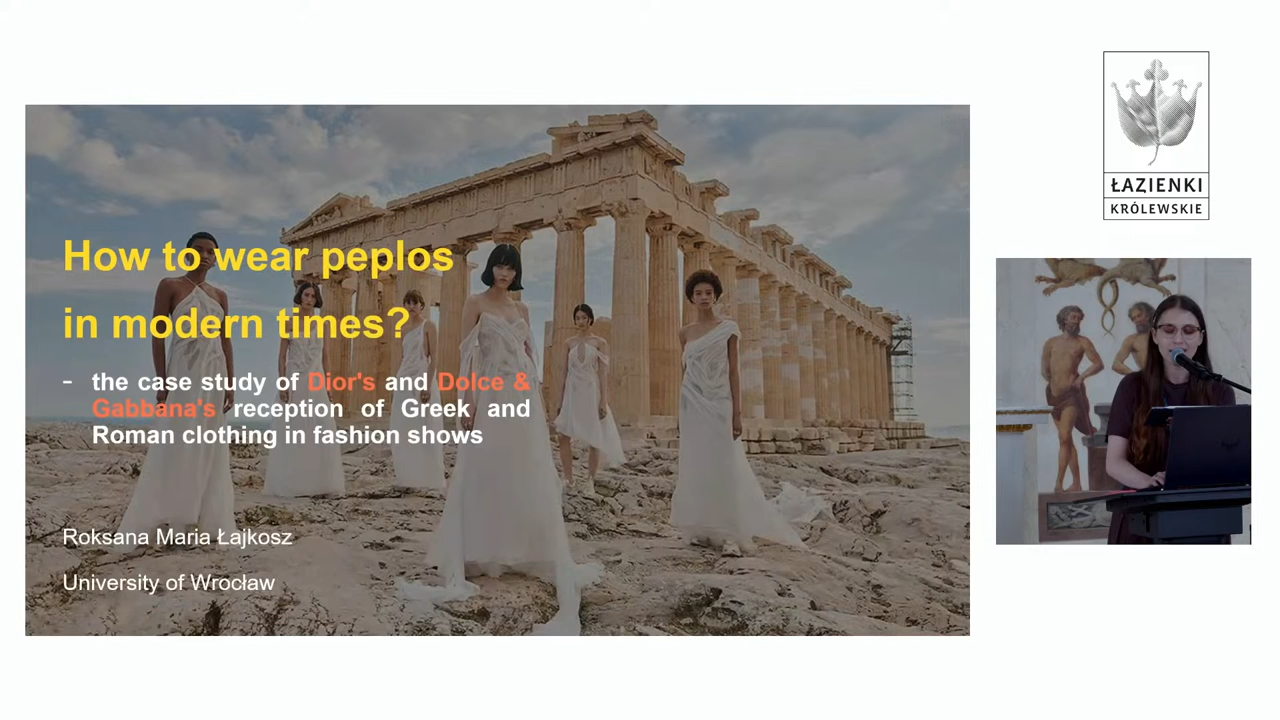 How to wear peplos
in modern times?
- the case study of Dior's and Dolce &
Gabbana's reception of Greek and
Roman clothing in fashion shows
Roksana Maria Łajkosz
University of Wrocław
ŁAZIENKI
KRÓLEWSKIE